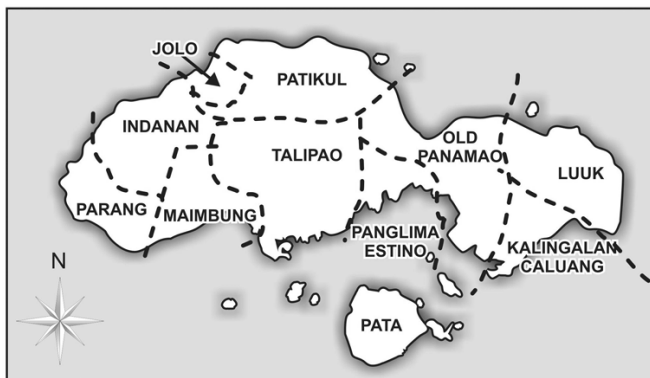 JOLO
PATIKUL
INDANAN
OLD
PANAMAO
TALIPAO
LUUK
PARANG
MAIMBUNG
PANGLIMA
ESTINO
KALINGALAN
CALUANG
N
PATA